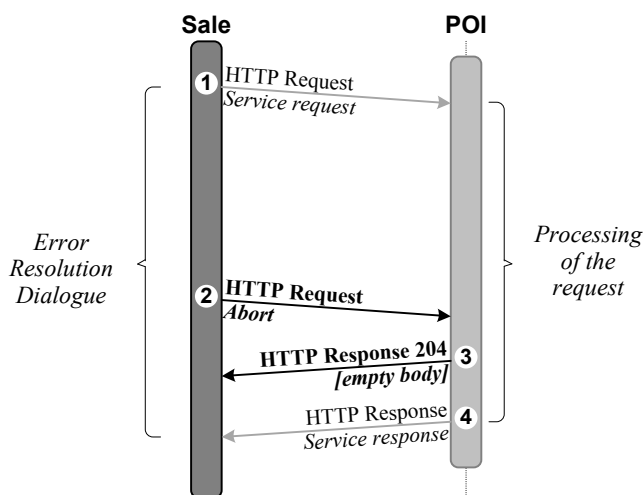 Sale
POI
1
HTTP Request
Service request
Error
Resolution
Dialogue
Processing
of the
request
2
HTTP Request
Abort
HTTP Response 204
[empty body]
3
HTTP Response
Service response
4